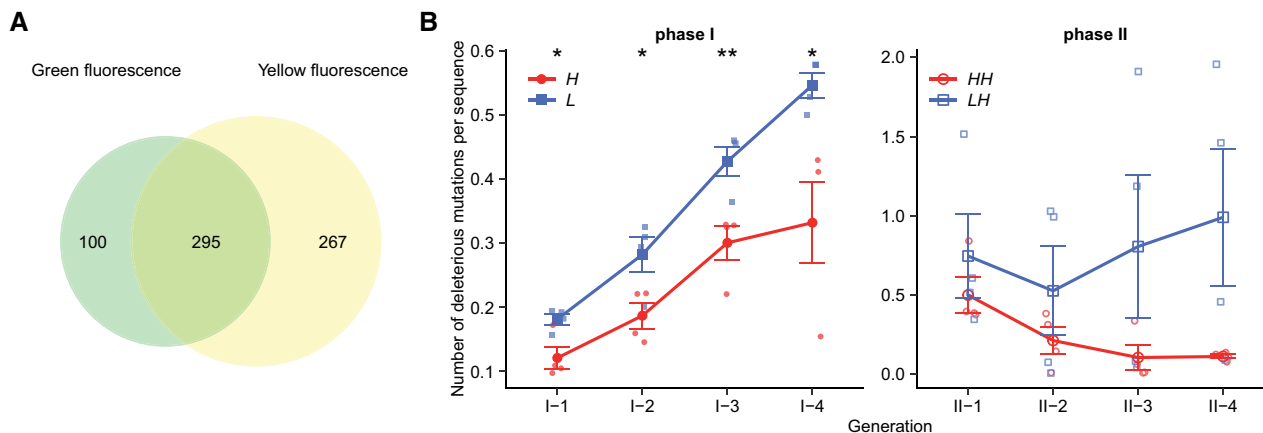 A
Green fluorescence
Yellow fluorescence
100
295
267
B
phase I
Number of deleterious mutations per sequence
0.6
0.5
0.4
0.3
0.2
0.1
* * ** *
H
L
I−1 I−2 I−3 I−4
phase II
2.0
1.5
1.0
0.5
0.0
HH
LH
II−1 II−2 II−3 II−4
Generation